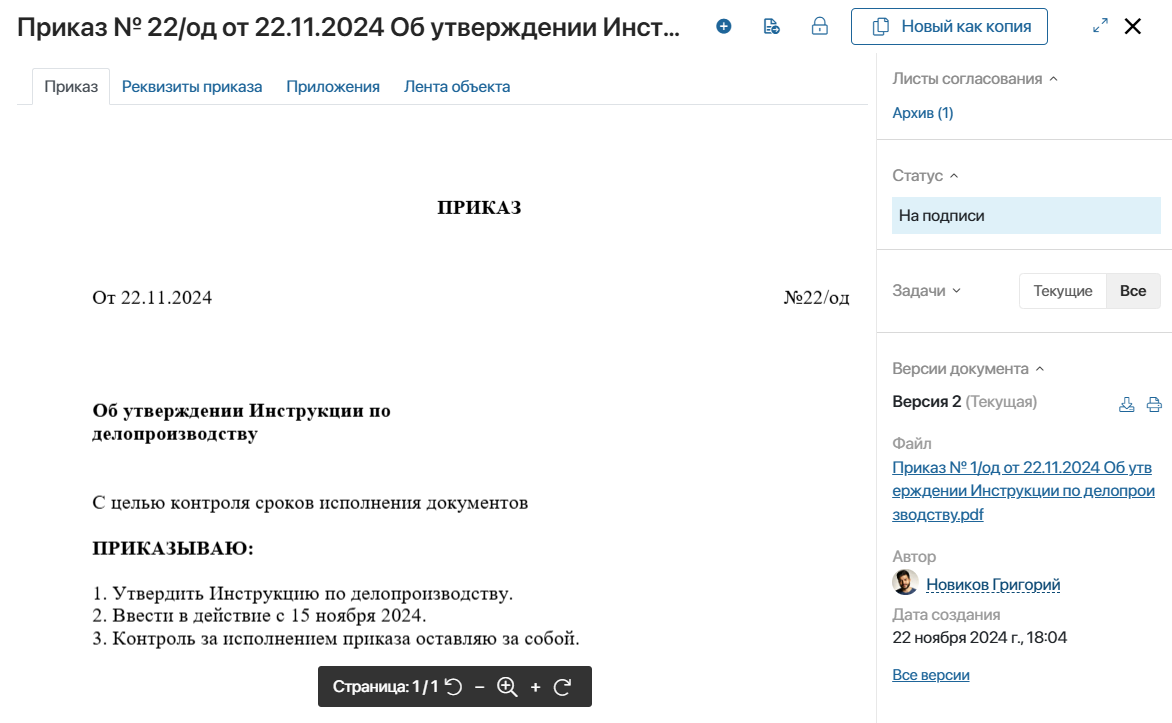 Приказ № 22/од от 22.11.2024 Об утверждении Инст...
Новый как копия
Приказ
Реквизиты приказа
Приложения
Лента объекта
ПРИКАЗ
От 22.11.2024
№22/од
Об утверждении Инструкции по
делопроизводству
С целью контроля сроков исполнения документов
ПРИКАЗЫВАЮ:
1. Утвердить Инструкцию по делопроизводству.
2. Ввести в действие с 15 ноября 2024.
3. Контроль за исполнением приказа оставляю за собой.
Страница: 1 / 1
Листы согласования
Архив (1)
Статус
На подписи
Задачи
Текущие
Все
Версии документа
Версия 2 (Текущая)
Файл
Приказ № 1/од от 22.11.2024 Об утв
ерждении Инструкции по делопрои
зводству.pdf
Автор
Новиков Григорий
Дата создания
22 ноября 2024 г., 18:04
Все версии